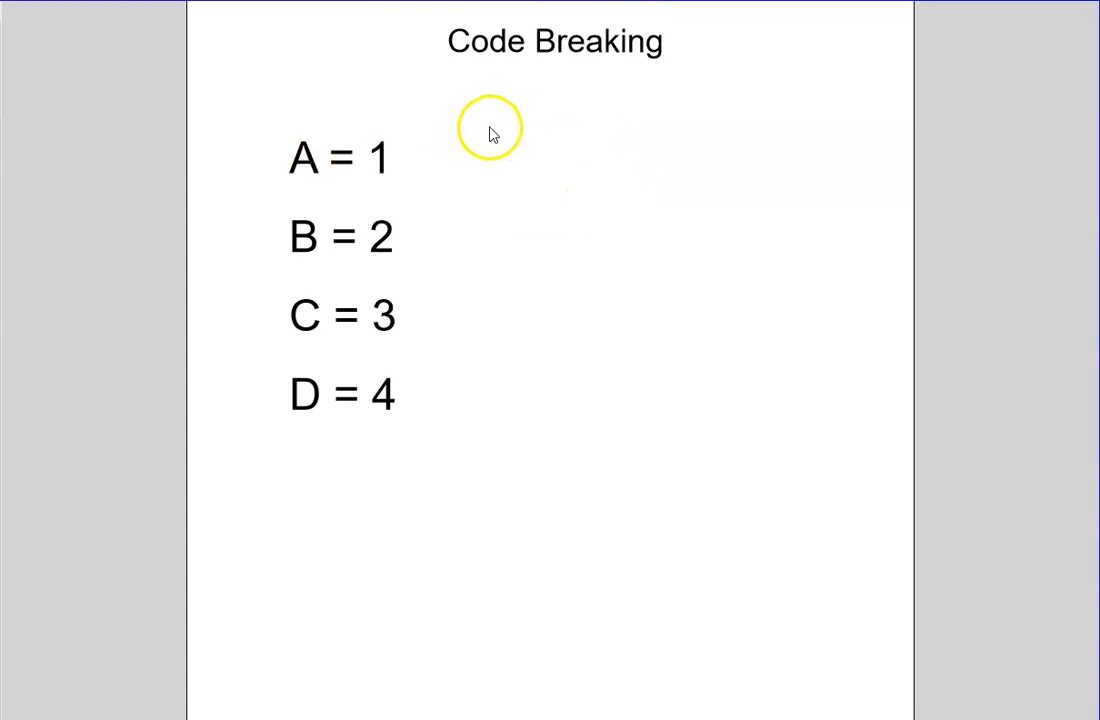 Code Breaking
A = 1
B = 2
C = 3
D = 4